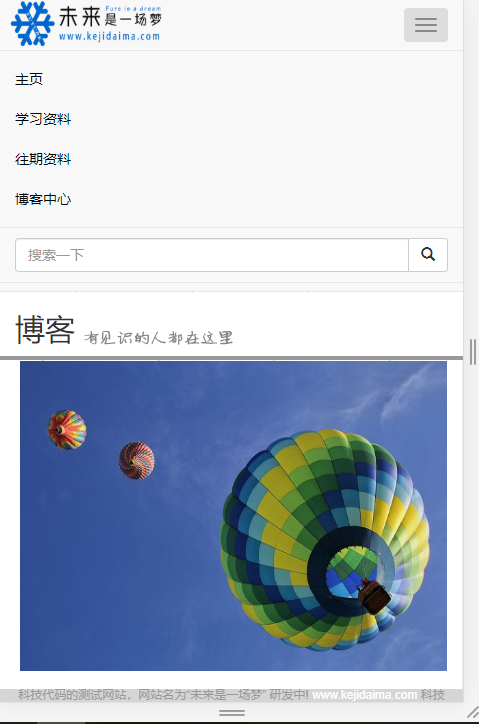 未来是一场梦
Furs is a dream
www.kejidaima.com
主页
学习资料
往期资料
博客中心
搜索一下
博客 有见识的人都在这里
科技代码的测试网站，网站名为"未来是一场梦" 研发中! www.kejidaima.com 科技